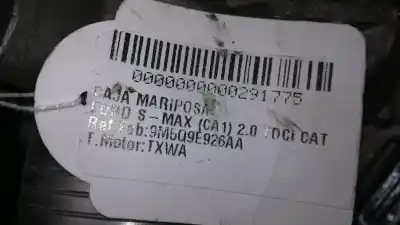 0000000000291775
CAJA MARIPOSA
FORD S-MAX (CA1) 2.0 TDCi CAT
Ref.Fab:9M5Q9E926AA
T.Motor:TXWA